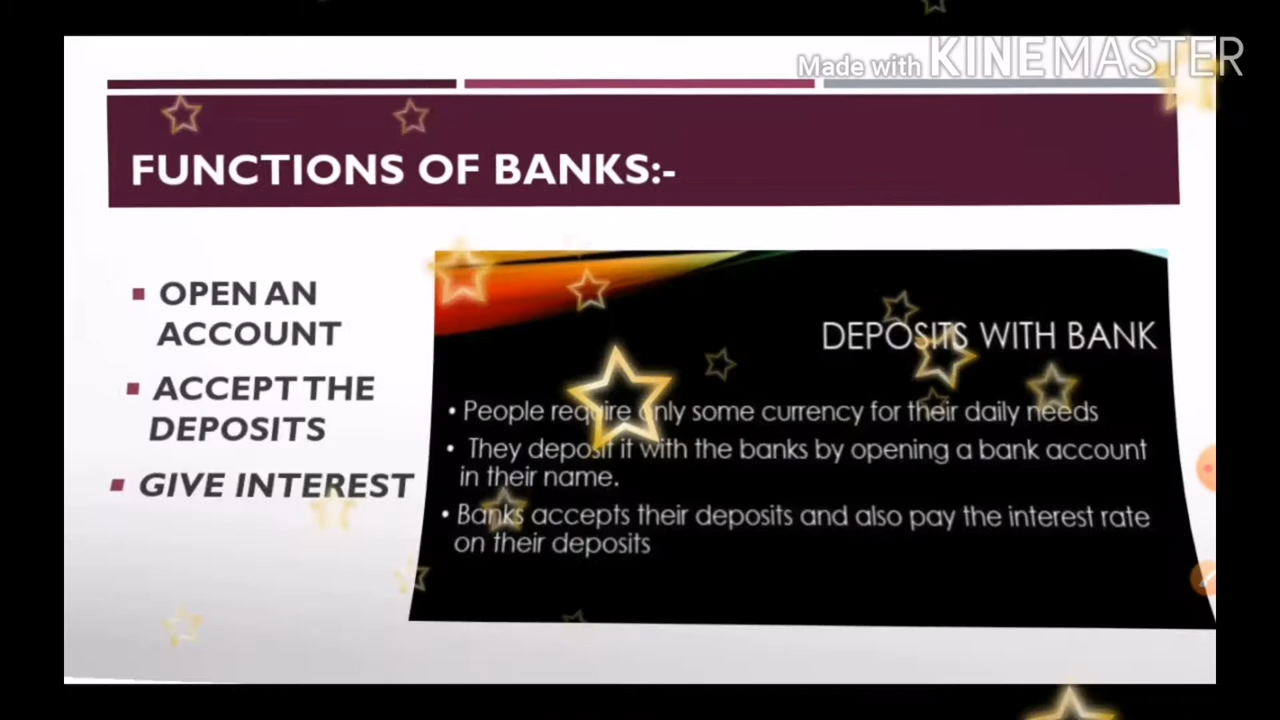 Made with KINEMASTER
FUNCTIONS OF BANKS:-
▪ OPEN AN
ACCOUNT
▪ ACCEPT THE
DEPOSITS
▪ GIVE INTEREST
DEPOSITS WITH BANK
• People require only some currency for their daily needs
• They deposit it with the banks by opening a bank account
in their name.
• Banks accepts their deposits and also pay the interest rate
on their deposits